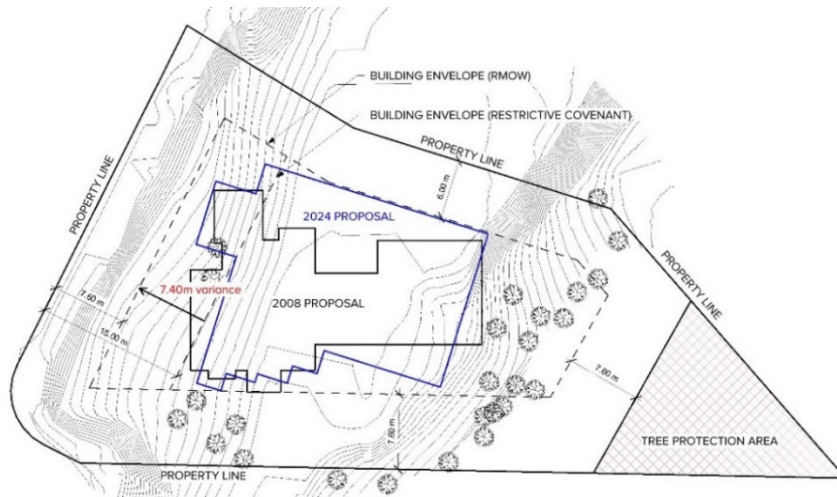 BUILDING ENVELOPE (RMOW)
BUILDING ENVELOPE (RESTRICTIVE COVENANT)
PROPERTY LINE
PROPERTY LINE
6.00 m
2024 PROPOSAL
PROPERTY LINE
7.40m variance
7.60 m
2008 PROPOSAL
15.00 m
7.60 m
7.60 m
TREE PROTECTION AREA
PROPERTY LINE